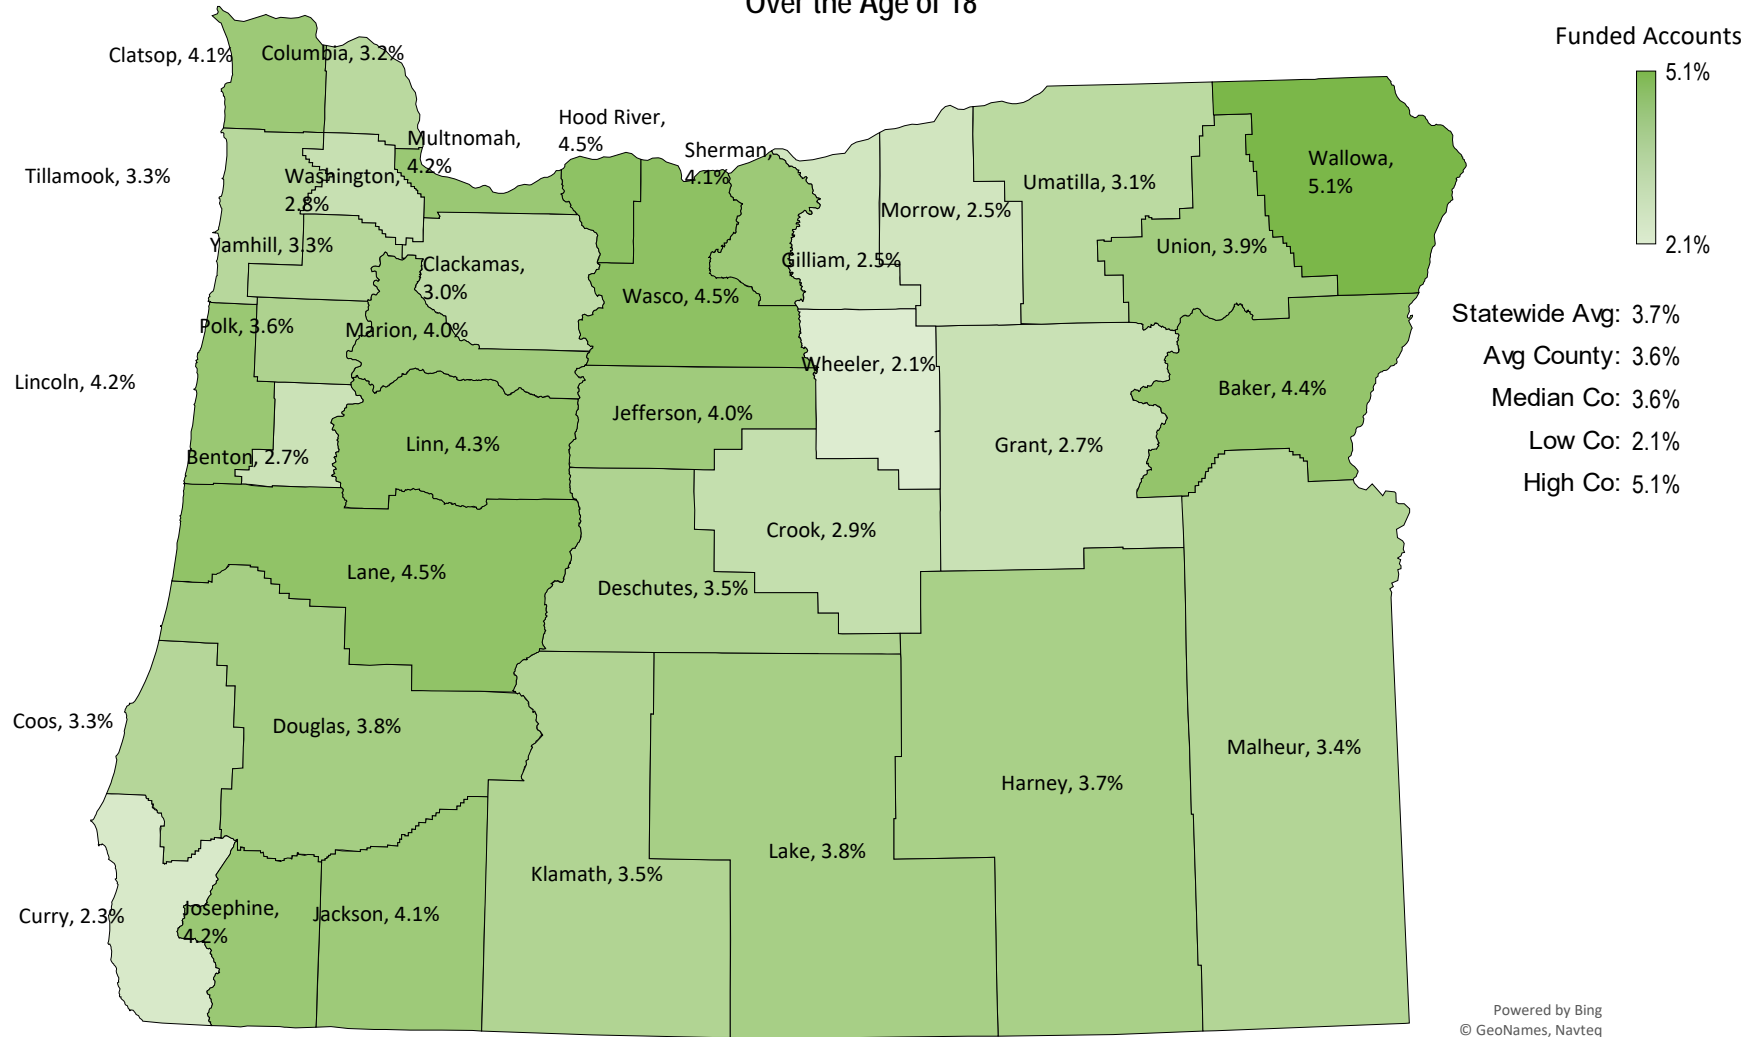 Over the Age of 18
Funded Accounts
5.1%
2.1%
Clatsop, 4.1%
Columbia, 3.2%
Hood River,
4.5%
Multnomah,
4.2%
Sherman,
4.1%
Tillamook, 3.3%
Washington,
2.8%
Wallowa,
5.1%
Umatilla, 3.1%
Morrow, 2.5%
Yamhill, 3.3%
Union, 3.9%
Gilliam, 2.5%
Clackamas,
3.0%
Wasco, 4.5%
Polk, 3.6%
Marion, 4.0%
Statewide Avg: 3.7%
Avg County: 3.6%
Median Co: 3.6%
Low Co: 2.1%
High Co: 5.1%
Wheeler, 2.1%
Lincoln, 4.2%
Baker, 4.4%
Jefferson, 4.0%
Linn, 4.3%
Grant, 2.7%
Benton, 2.7%
Crook, 2.9%
Lane, 4.5%
Deschutes, 3.5%
Coos, 3.3%
Douglas, 3.8%
Malheur, 3.4%
Harney, 3.7%
Lake, 3.8%
Klamath, 3.5%
Curry, 2.3%
Josephine,
4.2%
Jackson, 4.1%
Powered by Bing
© GeoNames, Navteq